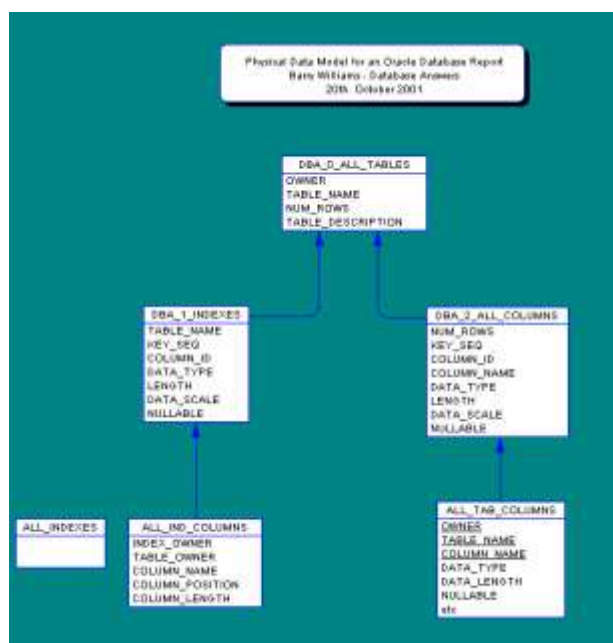 Physical Data Model for an Oracle Database Report
Barry Williams - Database Answers
20th. October 2001
DBA_0_ALL_TABLES
OWNER
TABLE_NAME
NUM_ROWS
TABLE_DESCRIPTION
DBA_1_INDEXES
TABLE_NAME
KEY_SEQ
COLUMN_ID
DATA_TYPE
LENGTH
DATA_SCALE
NULLABLE
DBA_2_ALL_COLUMNS
NUM_ROWS
KEY_SEQ
COLUMN_ID
COLUMN_NAME
DATA_TYPE
LENGTH
DATA_SCALE
NULLABLE
ALL_INDEXES
ALL_IND_COLUMNS
INDEX_OWNER
TABLE_OWNER
COLUMN_NAME
COLUMN_POSITION
COLUMN_LENGTH
ALL_TAB_COLUMNS
OWNER
TABLE_NAME
COLUMN_NAME
DATA_TYPE
DATA_LENGTH
NULLABLE
etc